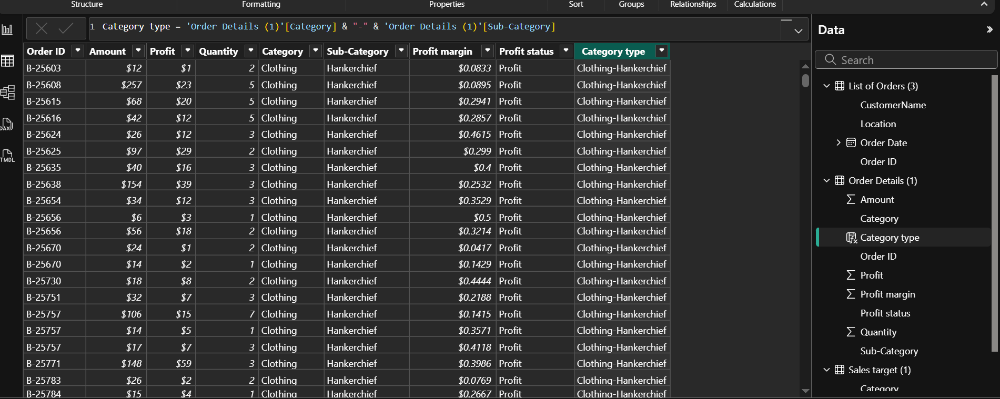 Structure Formatting Properties Sort Groups Relationships Calculations
1 Category type = 'Order Details (1)'[Category] & "-" & 'Order Details (1)'[Sub-Category]
Order ID Amount Profit Quantity Category Sub-Category Profit margin Profit status Category type
B-25603 $12 $1 2 Clothing Hankerchief $0.0833 Profit Clothing-Hankerchief
B-25608 $257 $23 5 Clothing Hankerchief $0.0895 Profit Clothing-Hankerchief
B-25615 $68 $20 5 Clothing Hankerchief $0.2941 Profit Clothing-Hankerchief
B-25616 $42 $12 5 Clothing Hankerchief $0.2857 Profit Clothing-Hankerchief
B-25624 $26 $12 3 Clothing Hankerchief $0.4615 Profit Clothing-Hankerchief
B-25625 $97 $29 2 Clothing Hankerchief $0.299 Profit Clothing-Hankerchief
B-25635 $40 $16 3 Clothing Hankerchief $0.4 Profit Clothing-Hankerchief
B-25638 $154 $39 3 Clothing Hankerchief $0.2532 Profit Clothing-Hankerchief
B-25654 $34 $12 3 Clothing Hankerchief $0.3529 Profit Clothing-Hankerchief
B-25656 $6 $3 1 Clothing Hankerchief $0.5 Profit Clothing-Hankerchief
B-25656 $56 $18 2 Clothing Hankerchief $0.3214 Profit Clothing-Hankerchief
B-25670 $24 $1 2 Clothing Hankerchief $0.0417 Profit Clothing-Hankerchief
B-25670 $14 $2 1 Clothing Hankerchief $0.1429 Profit Clothing-Hankerchief
B-25730 $18 $8 2 Clothing Hankerchief $0.4444 Profit Clothing-Hankerchief
B-25751 $32 $7 3 Clothing Hankerchief $0.2188 Profit Clothing-Hankerchief
B-25757 $106 $15 7 Clothing Hankerchief $0.1415 Profit Clothing-Hankerchief
B-25757 $14 $5 1 Clothing Hankerchief $0.3571 Profit Clothing-Hankerchief
B-25757 $17 $7 3 Clothing Hankerchief $0.4118 Profit Clothing-Hankerchief
B-25771 $148 $59 3 Clothing Hankerchief $0.3986 Profit Clothing-Hankerchief
B-25783 $26 $2 2 Clothing Hankerchief $0.0769 Profit Clothing-Hankerchief
B-25784 $15 $4 1 Clothing Hankerchief $0.2667 Profit Clothing-Hankerchief
DAX
TMDL
Data
Search
List of Orders (3)
CustomerName
Location
Order Date
Order ID
Order Details (1)
Amount
Category
Category type
Order ID
Profit
Profit margin
Profit status
Quantity
Sub-Category
Sales target (1)
Category